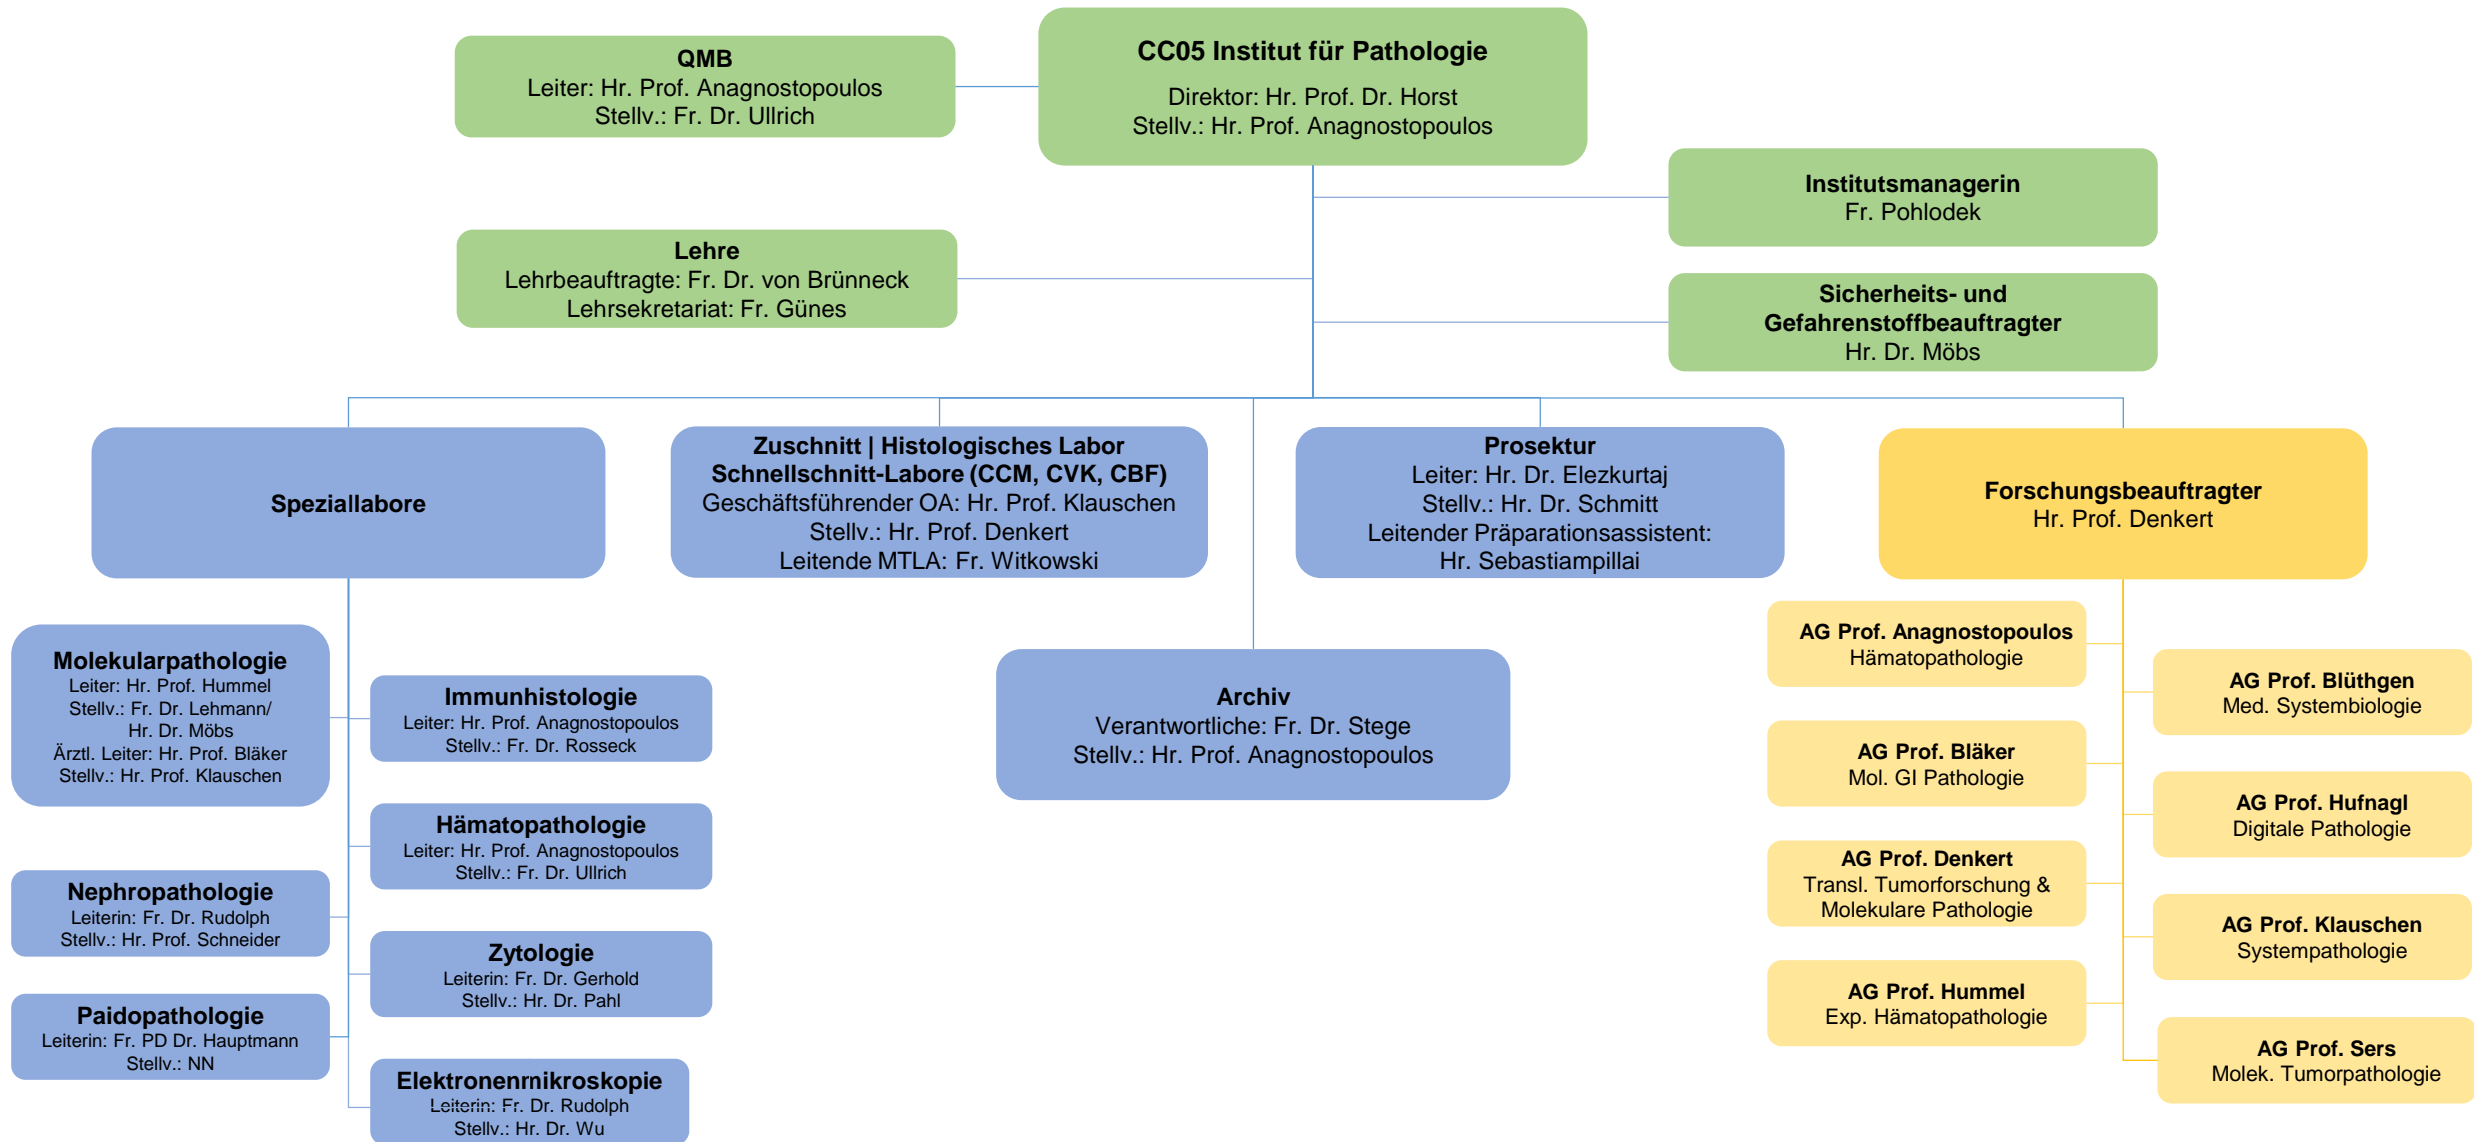 QMB
Leiter: Hr. Prof. Anagnostopoulos
Stellv.: Fr. Dr. Ullrich
CC05 Institut für Pathologie
Direktor: Hr. Prof. Dr. Horst
Stellv.: Hr. Prof. Anagnostopoulos
Institutsmanagerin
Fr. Pohlodek
Lehre
Lehrbeauftragte: Fr. Dr. von Brünneck
Lehrsekretariat: Fr. Günes
Sicherheits- und
Gefahrenstoffbeauftragter
Hr. Dr. Möbs
Speziallabore
Zuschnitt | Histologisches Labor
Schnellschnitt-Labore (CCM, CVK, CBF)
Geschäftsführender OA: Hr. Prof. Klauschen
Stellv.: Hr. Prof. Denkert
Leitende MTLA: Fr. Witkowski
Prosektur
Leiter: Hr. Dr. Elezkurtaj
Stellv.: Hr. Dr. Schmitt
Leitender Präparationsassistent:
Hr. Sebastiampillai
Forschungsbeauftragter
Hr. Prof. Denkert
Molekularpathologie
Leiter: Hr. Prof. Hummel
Stellv.: Fr. Dr. Lehmann/
Hr. Dr. Möbs
Ärztl. Leiter: Hr. Prof. Bläker
Stellv.: Hr. Prof. Klauschen
Immunhistologie
Leiter: Hr. Prof. Anagnostopoulos
Stellv.: Fr. Dr. Rosseck
Hämatopathologie
Leiter: Hr. Prof. Anagnostopoulos
Stellv.: Fr. Dr. Ullrich
Nephropathologie
Leiterin: Fr. Dr. Rudolph
Stellv.: Hr. Prof. Schneider
Zytologie
Leiterin: Fr. Dr. Gerhold
Stellv.: Hr. Dr. Pahl
Paidopathologie
Leiterin: Fr. PD Dr. Hauptmann
Stellv.: NN
Elektronenmikroskopie
Leiterin: Fr. Dr. Rudolph
Stellv.: Hr. Dr. Wu
Archiv
Verantwortliche: Fr. Dr. Stege
Stellv.: Hr. Prof. Anagnostopoulos
AG Prof. Anagnostopoulos
Hämatopathologie
AG Prof. Blüthgen
Med. Systembiologie
AG Prof. Bläker
Mol. GI Pathologie
AG Prof. Hufnagl
Digitale Pathologie
AG Prof. Denkert
Transl. Tumorforschung &
Molekulare Pathologie
AG Prof. Klauschen
Systempathologie
AG Prof. Hummel
Exp. Hämatopathologie
AG Prof. Sers
Molek. Tumorpathologie